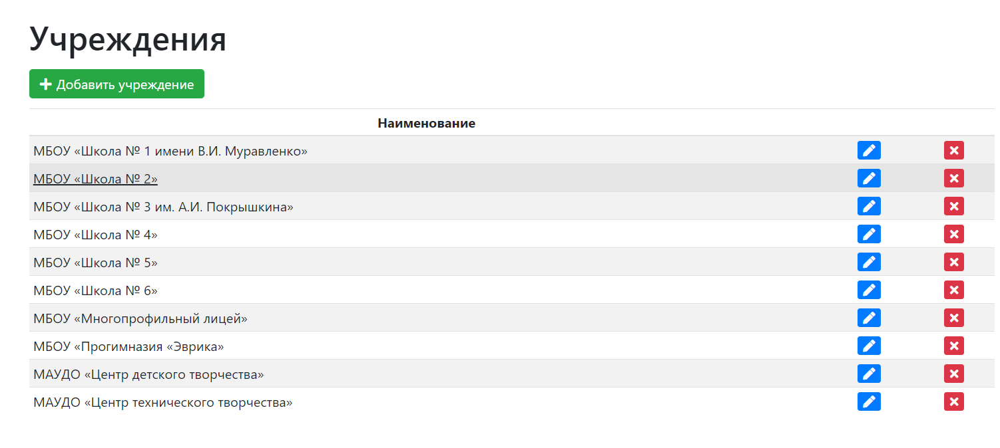 Учреждения
Добавить учреждение
Наименование
МБОУ «Школа № 1 имени В.И. Муравленко»
МБОУ «Школа № 2»
МБОУ «Школа № 3 им. А.И. Покрышкина»
МБОУ «Школа № 4»
МБОУ «Школа № 5»
МБОУ «Школа № 6»
МБОУ «Многопрофильный лицей»
МБОУ «Прогимназия «Эврика»
МАУДО «Центр детского творчества»
МАУДО «Центр технического творчества»